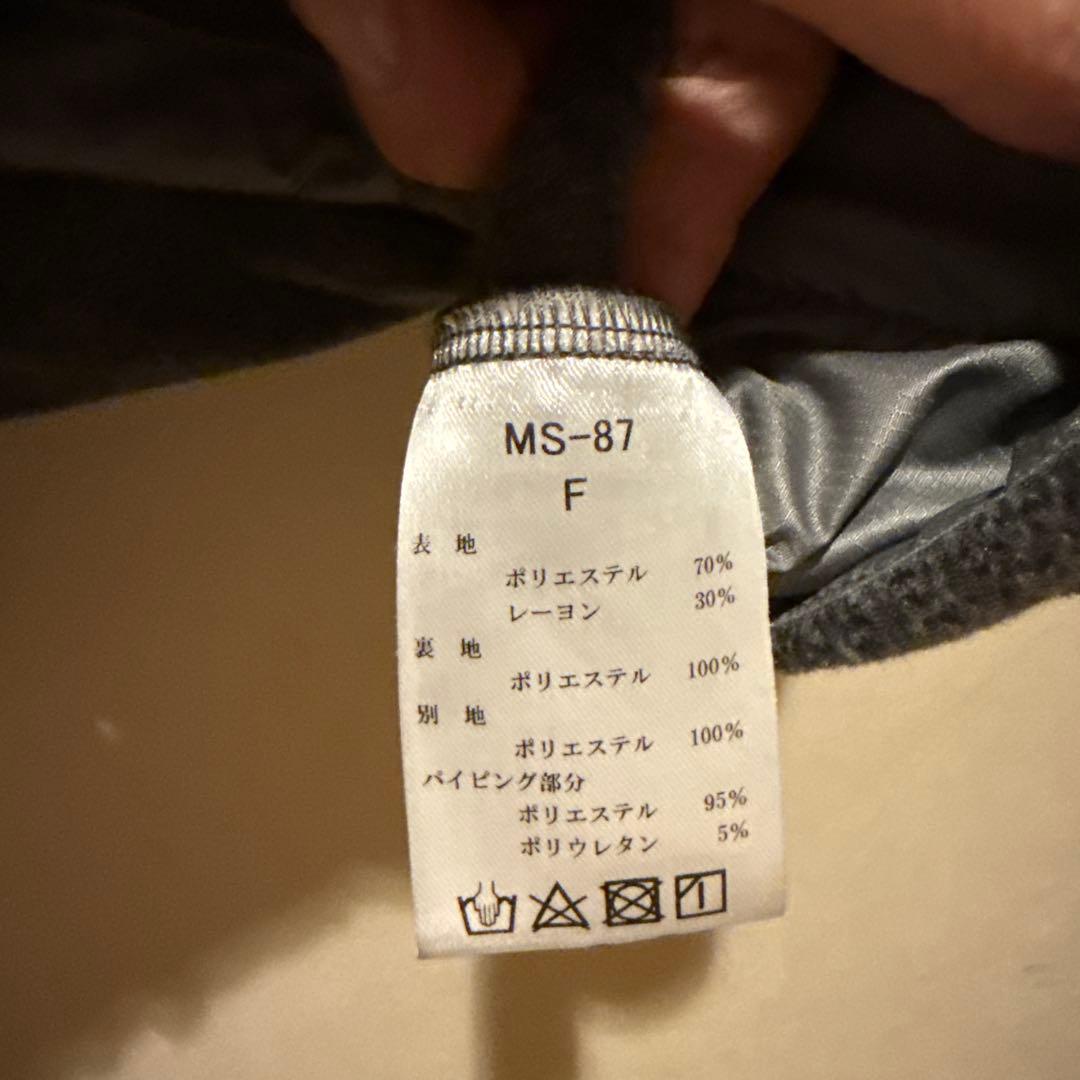 MS-87
F
表 地
ポリエステル 70%
レーヨン 30%
裏 地
ポリエステル 100%
別 地
ポリエステル 100%
パイピング部分
ポリエステル 95%
ポリウレタン 5%